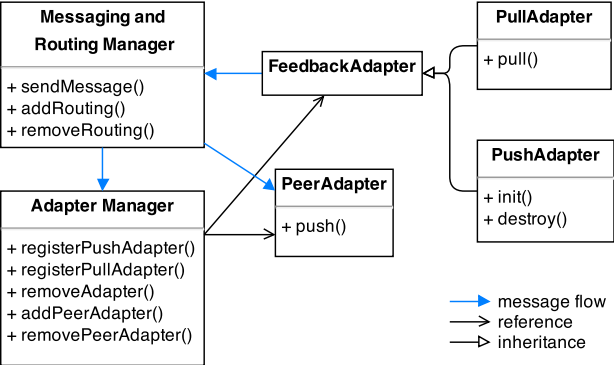 Messaging and
Routing Manager
+ sendMessage()
+ addRouting()
+ removeRouting()
FeedbackAdapter
PullAdapter
+ pull()
PushAdapter
+ init()
+ destroy()
PeerAdapter
+ push()
Adapter Manager
+ registerPushAdapter()
+ registerPullAdapter()
+ removeAdapter()
+ addPeerAdapter()
+ removePeerAdapter()
message flow
reference
inheritance